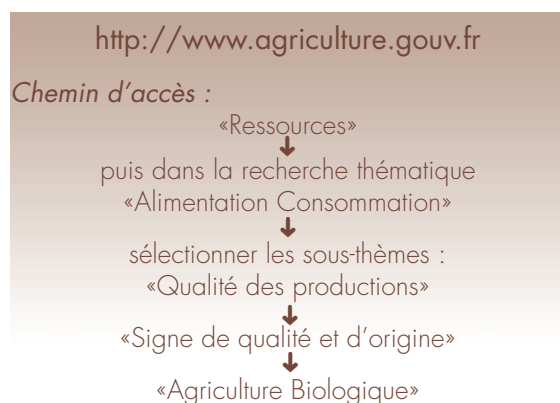 http://www.agriculture.gouv.fr
Chemin d'accès :
«Ressources»
puis dans la recherche thématique
«Alimentation Consommation»
sélectionner les sous-thèmes :
«Qualité des productions»
«Signe de qualité et d'origine»
«Agriculture Biologique»